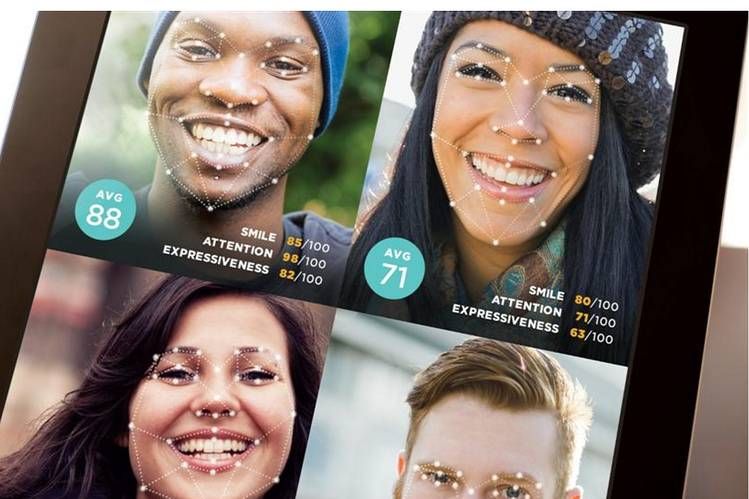 AVG
88
SMILE 85/100
ATTENTION 98/100
EXPRESSIVENESS 82/100
AVG
71
SMILE 80/100
ATTENTION 71/100
EXPRESSIVENESS 63/100